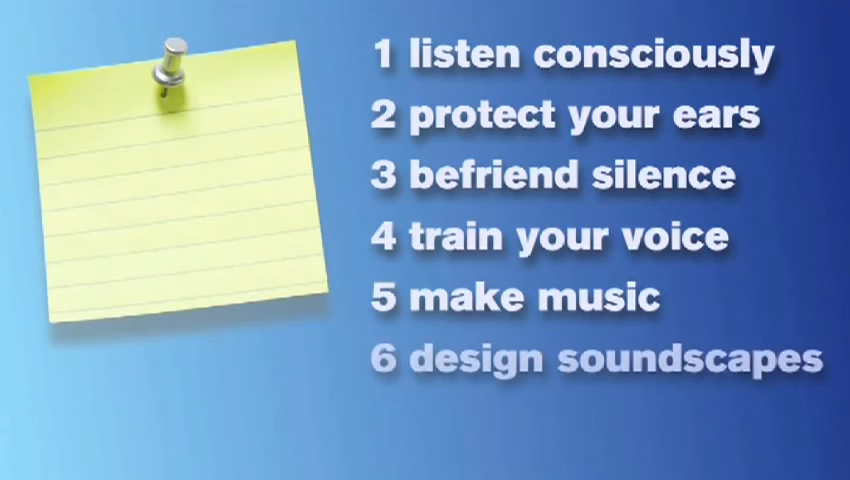 1 listen consciously
2 protect your ears
3 befriend silence
4 train your voice
5 make music
6 design soundscapes